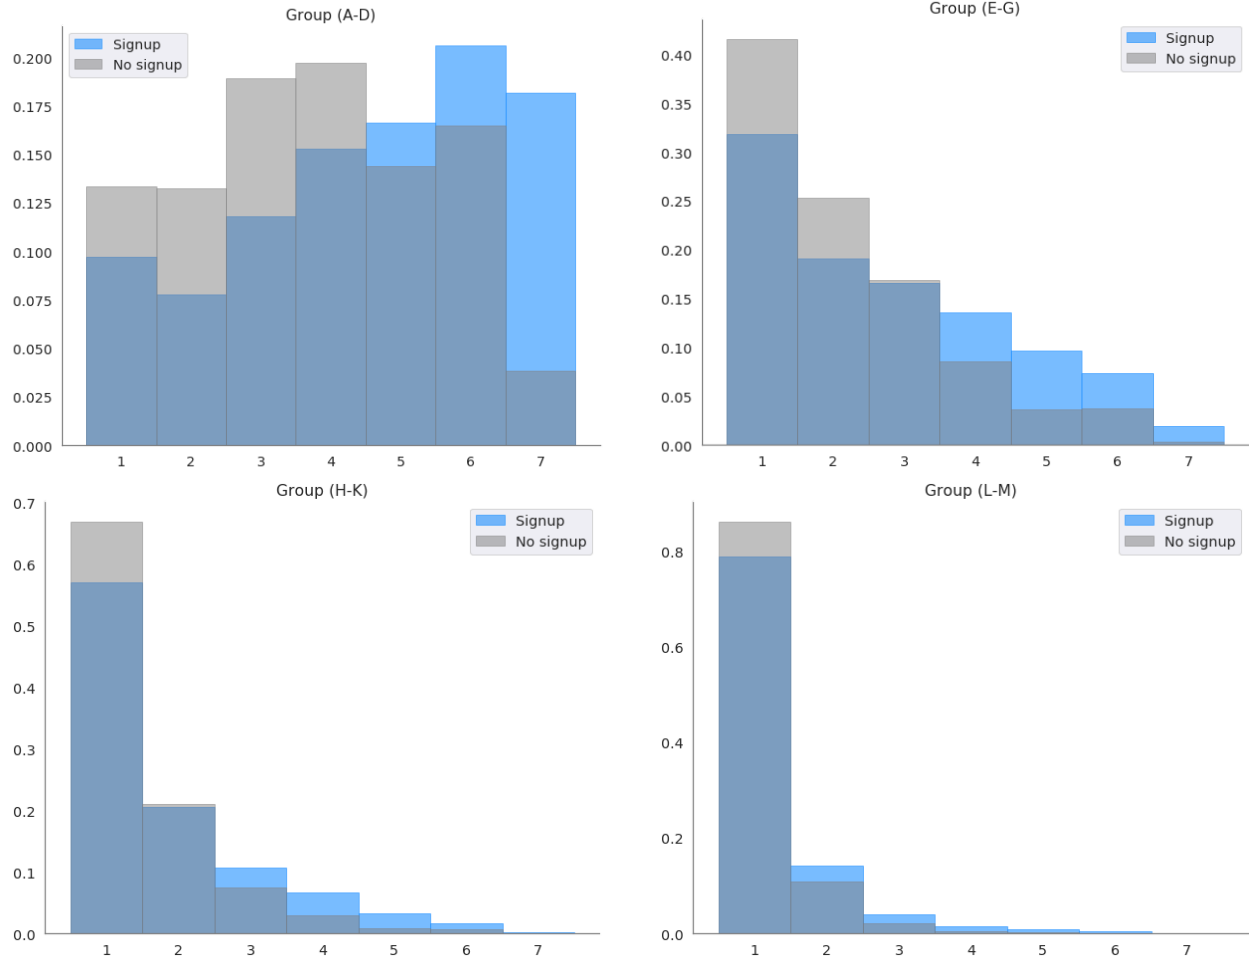 Group (A-D)
Signup
No signup
0.200
0.175
0.150
0.125
0.100
0.075
0.050
0.025
0.000
1 2 3 4 5 6 7
Group (E-G)
Signup
No signup
0.40
0.35
0.30
0.25
0.20
0.15
0.10
0.05
0.00
1 2 3 4 5 6 7
Group (H-K)
Signup
No signup
0.7
0.6
0.5
0.4
0.3
0.2
0.1
0.0
1 2 3 4 5 6 7
Group (L-M)
Signup
No signup
0.8
0.6
0.4
0.2
0.0
1 2 3 4 5 6 7